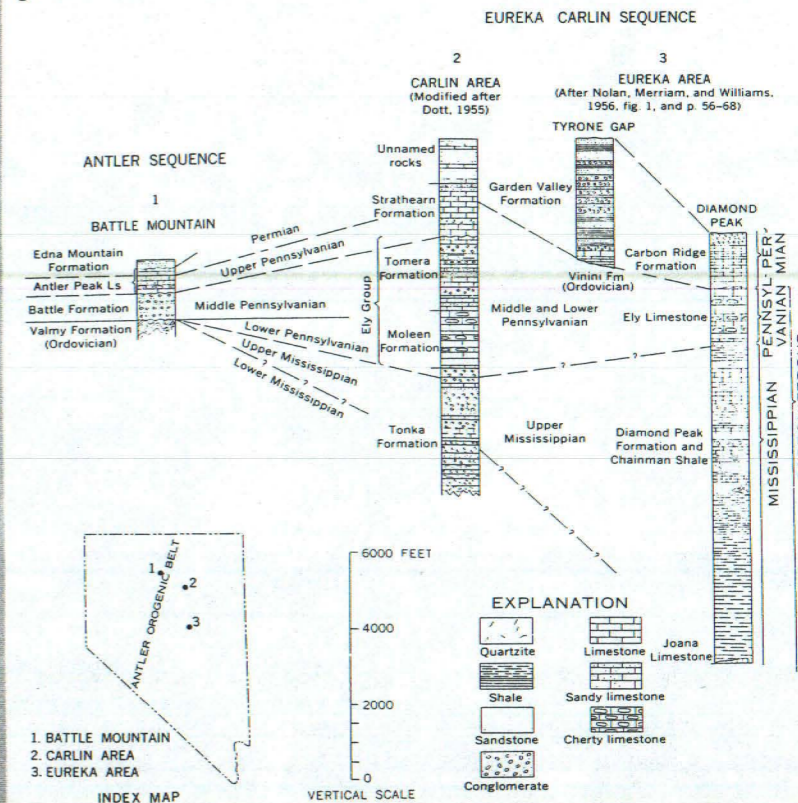 EUREKA CARLIN SEQUENCE
2
CARLIN AREA
(Modified after
Dott, 1955)
3
EUREKA AREA
(After Nolan, Merriam, and Williams,
1956, fig. 1, and p. 56-68)
TYRONE GAP
ANTLER SEQUENCE
1
BATTLE MOUNTAIN
Unnamed
rocks
Strathearn
Formation
Garden Valley
Formation
DIAMOND
PEAK
Permian
Upper Pennsylvanian
Edna Mountain
Formation
Antler Peak Ls
Battle Formation
Valmy Formation
(Ordovician)
Middle Pennsylvanian
Lower Pennsylvanian
Upper Mississippian
Lower Mississippian
Ely Group
Tomera
Formation
Moleen
Formation
Tonka
Formation
Vinini Fm
(Ordovician)
Carbon Ridge
Formation
Middle and Lower
Pennsylvanian
Ely Limestone
Upper
Mississippian
Diamond Peak
Formation and
Chainman Shale
Joana
Limestone
PER-
MIAN
PENNSYL-
VANIAN
MISSISSIPPIAN
? ? ?
? ?
? ? ? ? ?
ANTLER OROGENIC BELT
1
2
3
1. BATTLE MOUNTAIN
2. CARLIN AREA
3. EUREKA AREA
INDEX MAP
6000 FEET
4000
2000
0
VERTICAL SCALE
EXPLANATION
Quartzite
Limestone
Shale
Sandy limestone
Sandstone
Cherty limestone
Conglomerate